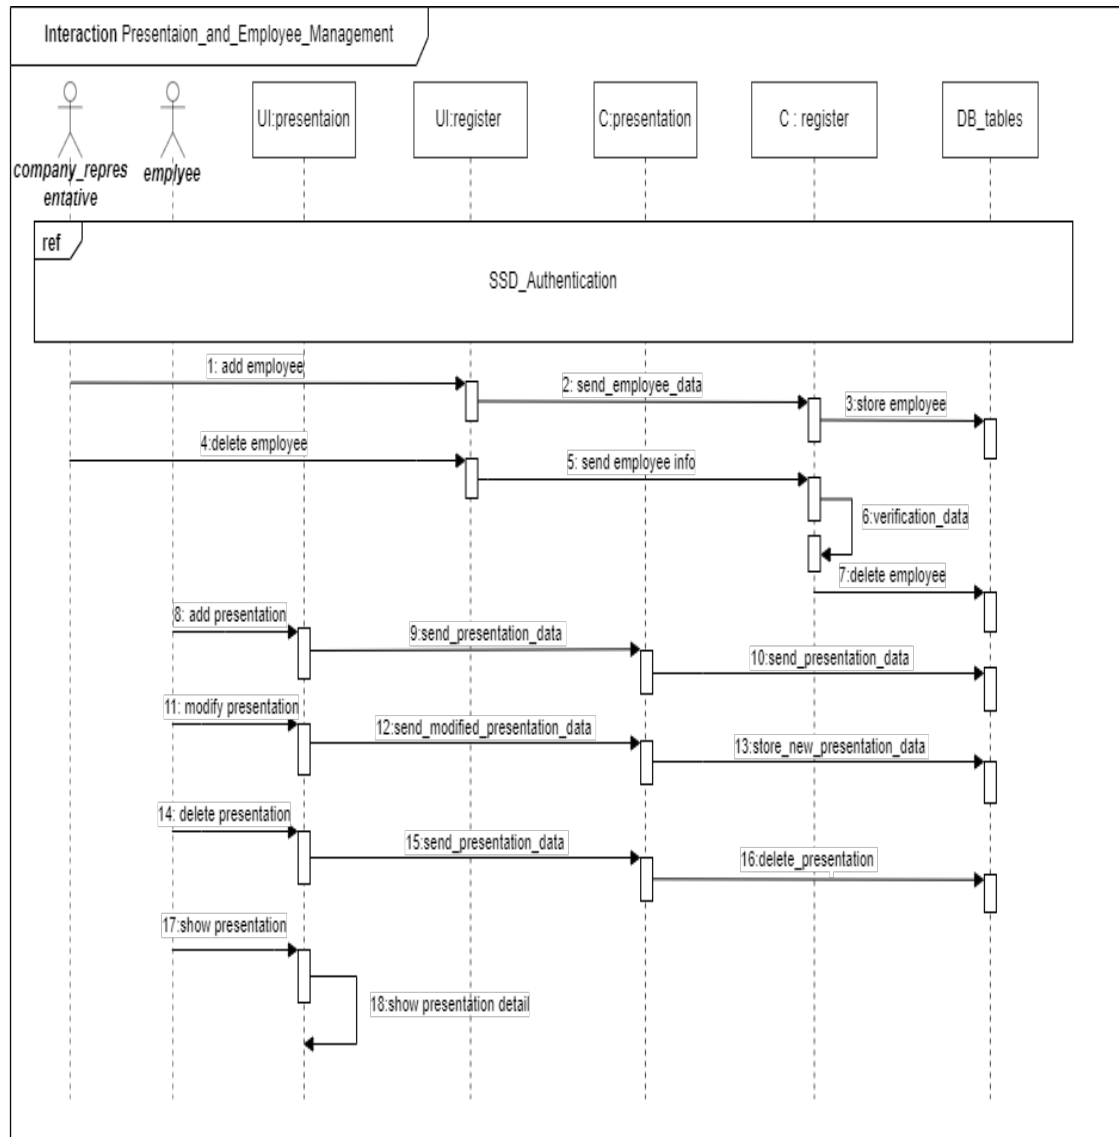 Interaction Presentaion_and_Employee_Management
company_repres
entative
emplyee
UI:presentaion
UI:register
C:presentation
C : register
DB_tables
ref
SSD_Authentication
1: add employee
2: send_employee_data
3:store employee
4:delete employee
5: send employee info
6:verification_data
7:delete employee
8: add presentation
9:send_presentation_data
10:send_presentation_data
11: modify presentation
12:send_modified_presentation_data
13:store_new_presentation_data
14: delete presentation
15:send_presentation_data
16:delete_presentation
17:show presentation
18:show presentation detail